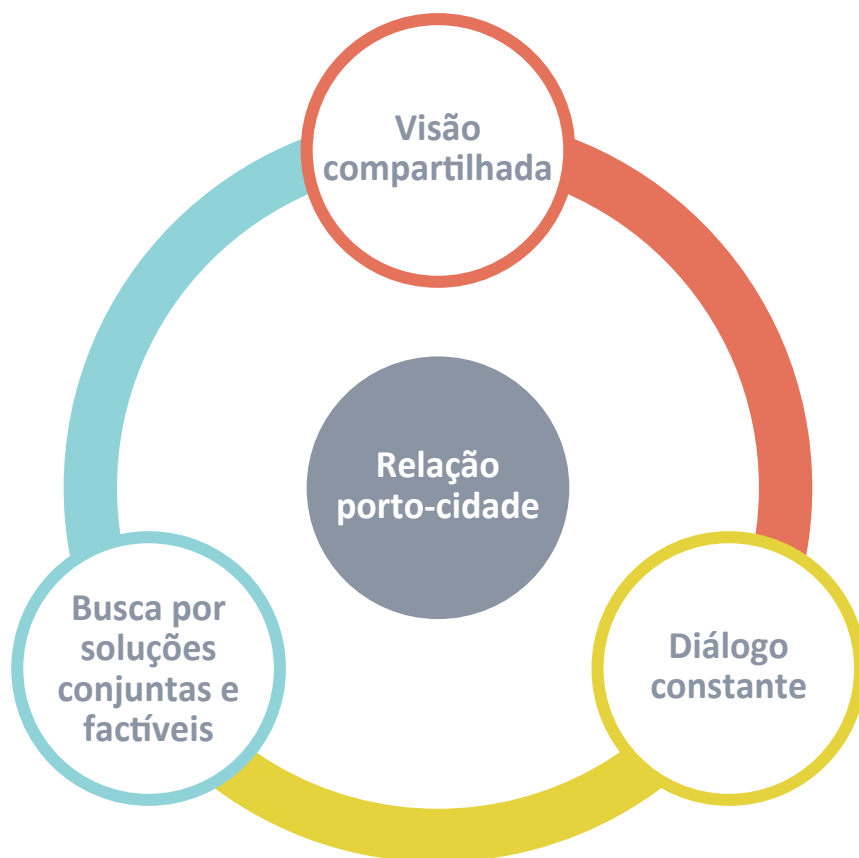 Visão
compartilhada
Relação
porto-cidade
Busca por
soluções
conjuntas e
factíveis
Diálogo
constante